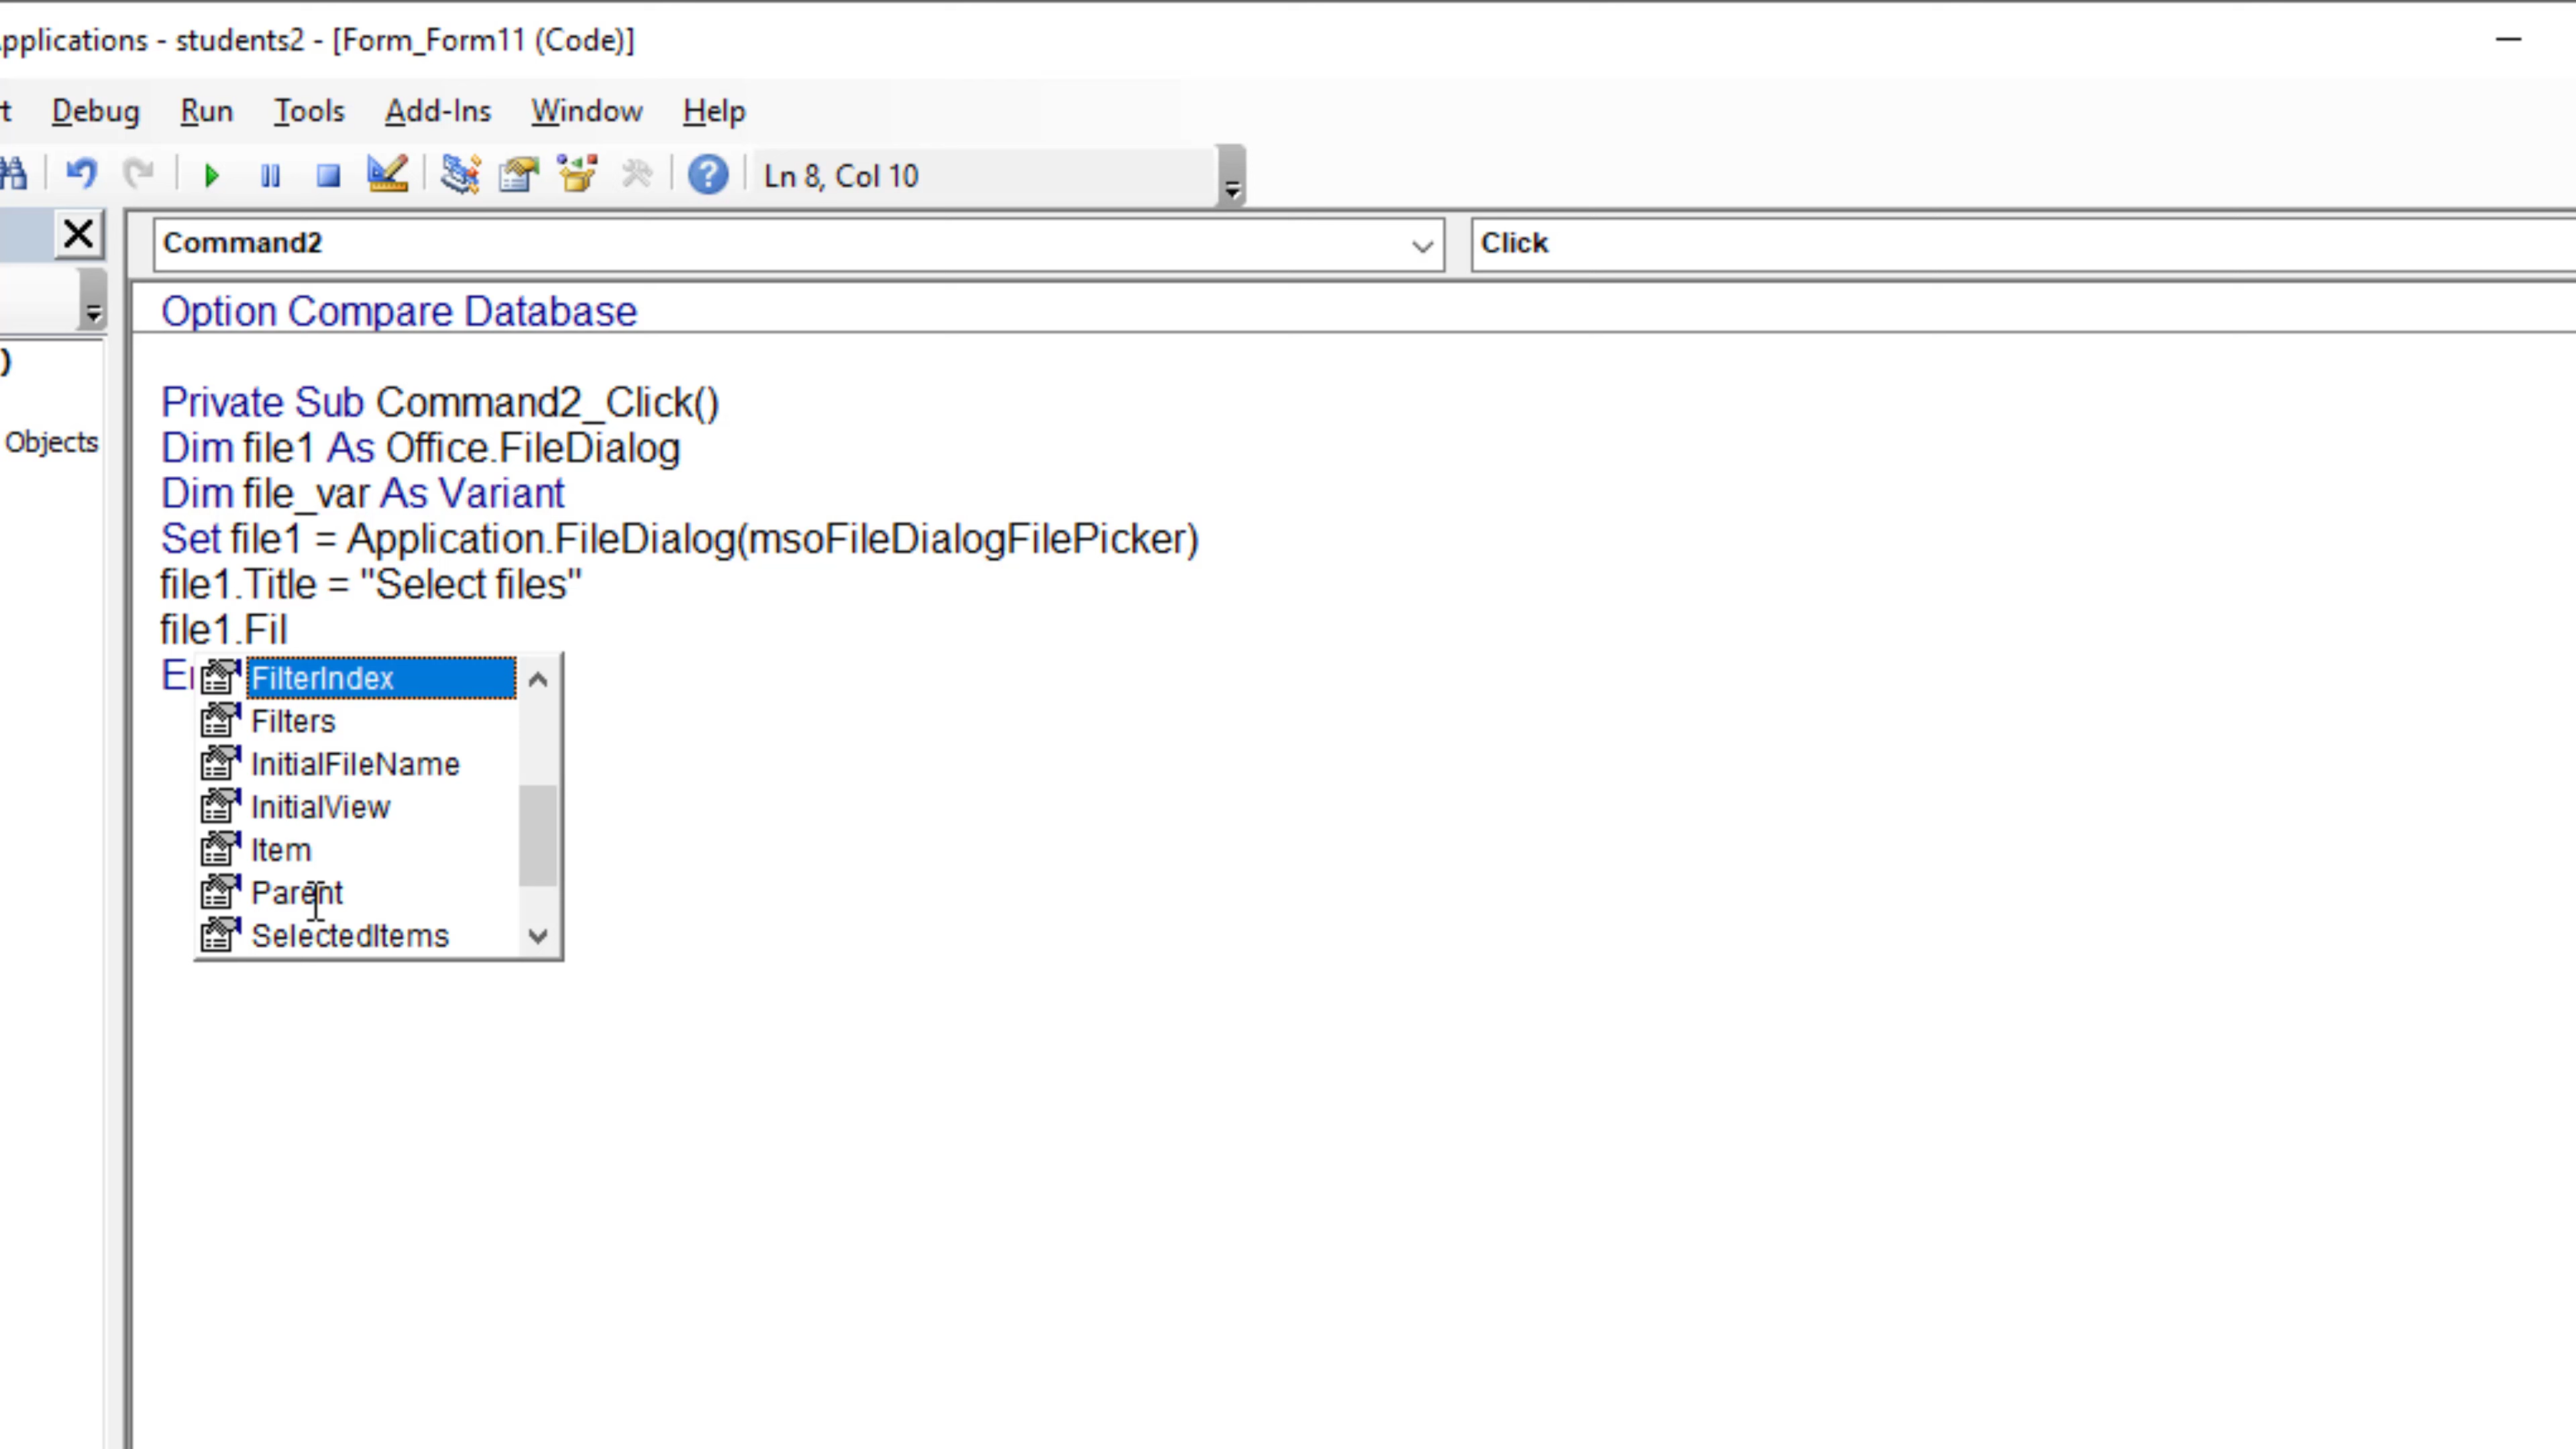 pplications - students2 - [Form_Form11 (Code)]
t Debug Run Tools Add-Ins Window Help
Ln 8, Col 10
Command2
Click
Option Compare Database
)
Objects
Private Sub Command2_Click()
Dim file1 As Office.FileDialog
Dim file_var As Variant
Set file1 = Application.FileDialog(msoFileDialogFilePicker)
file1.Title = "Select files"
file1.Fil
E
FilterIndex
Filters
InitialFileName
InitialView
Item
Parent
SelectedItems